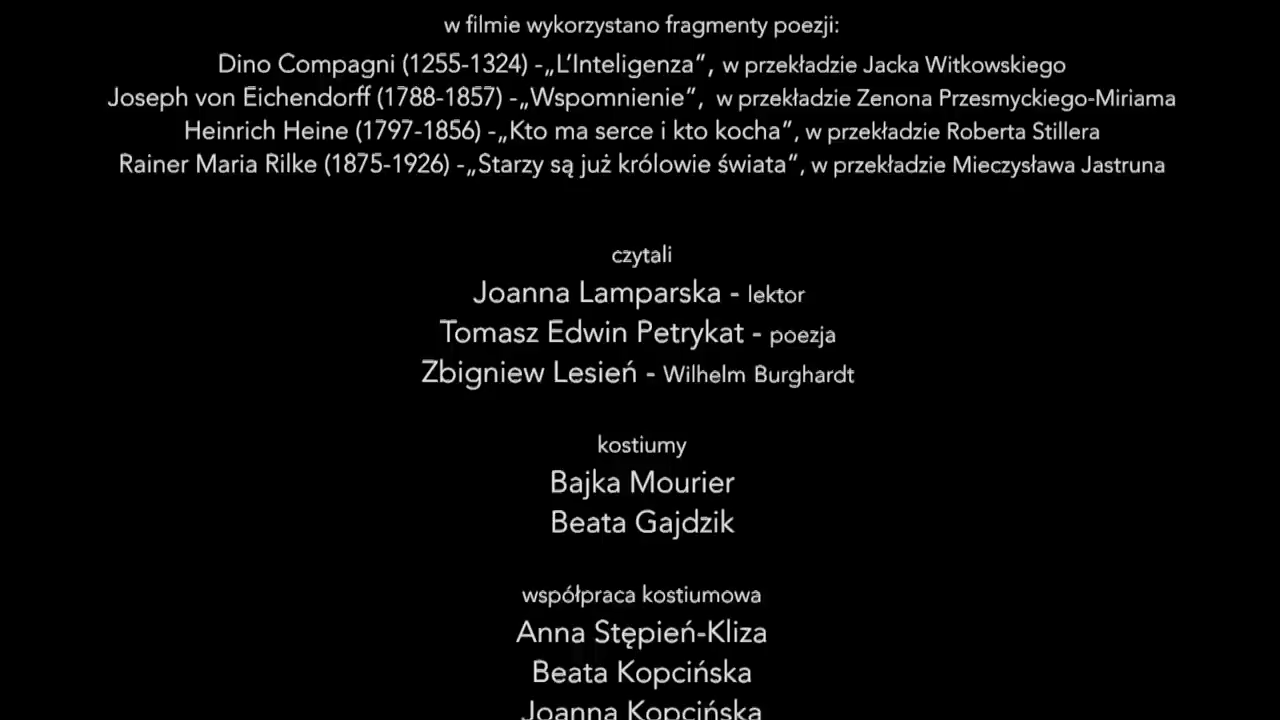 w filmie wykorzystano fragmenty poezji:
Dino Compagni (1255-1324) -„L’Inteligenza”, w przekładzie Jacka Witkowskiego
Joseph von Eichendorff (1788-1857) -„Wspomnienie”, w przekładzie Zenona Przesmyckiego-Miriama
Heinrich Heine (1797-1856) -„Kto ma serce i kto kocha”, w przekładzie Roberta Stillera
Rainer Maria Rilke (1875-1926) -„Starzy są już królowie świata”, w przekładzie Mieczysława Jastruna
czytali
Joanna Lamparska - lektor
Tomasz Edwin Petrykat - poezja
Zbigniew Lesień - Wilhelm Burghardt
kostiumy
Bajka Mourier
Beata Gajdzik
współpraca kostiumowa
Anna Stępień-Kliza
Beata Kopcińska
Joanna Kopcińska